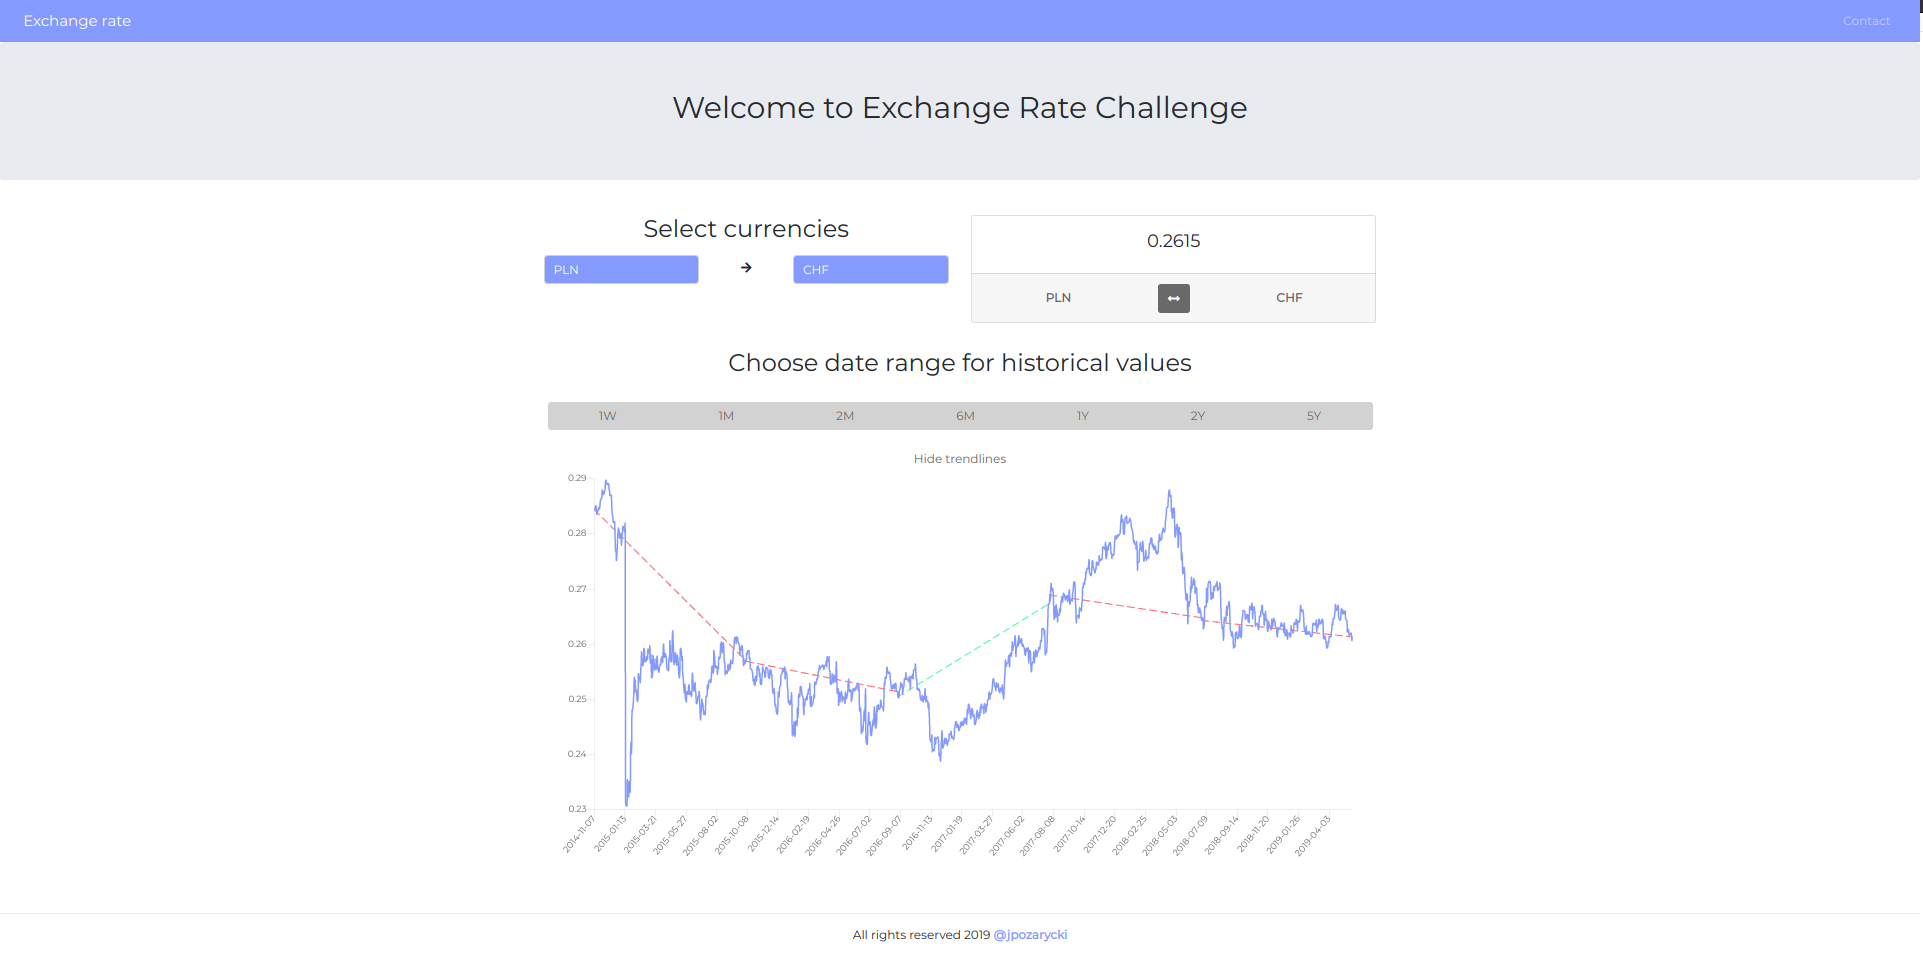 Exchange rate
Contact
Welcome to Exchange Rate Challenge
Select currencies
PLN
CHF
0.2615
PLN
CHF
Choose date range for historical values
1W 1M 2M 6M 1Y 2Y 5Y
Hide trendlines
0.29
0.28
0.27
0.26
0.25
0.24
0.23
2014-11-07
2015-01-13
2015-03-21
2015-05-27
2015-08-02
2015-10-08
2015-12-14
2016-02-19
2016-04-26
2016-07-02
2016-09-07
2016-11-13
2017-01-19
2017-03-27
2017-06-02
2017-08-08
2017-10-14
2017-12-20
2018-02-25
2018-05-03
2018-07-09
2018-09-14
2018-11-20
2019-01-26
2019-04-03
All rights reserved 2019 @jpozarycki